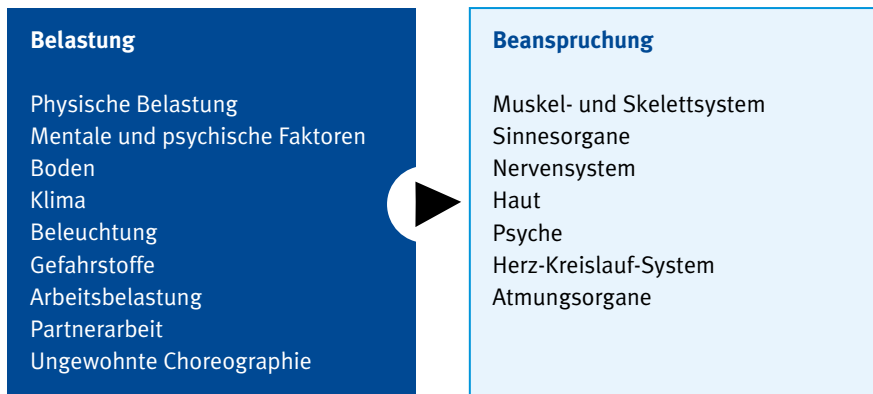 Belastung
Physische Belastung
Mentale und psychische Faktoren
Boden
Klima
Beleuchtung
Gefahrstoffe
Arbeitsbelastung
Partnerarbeit
Ungewohnte Choreographie
Beanspruchung
Muskel- und Skelettsystem
Sinnesorgane
Nervensystem
Haut
Psyche
Herz-Kreislauf-System
Atmungsorgane